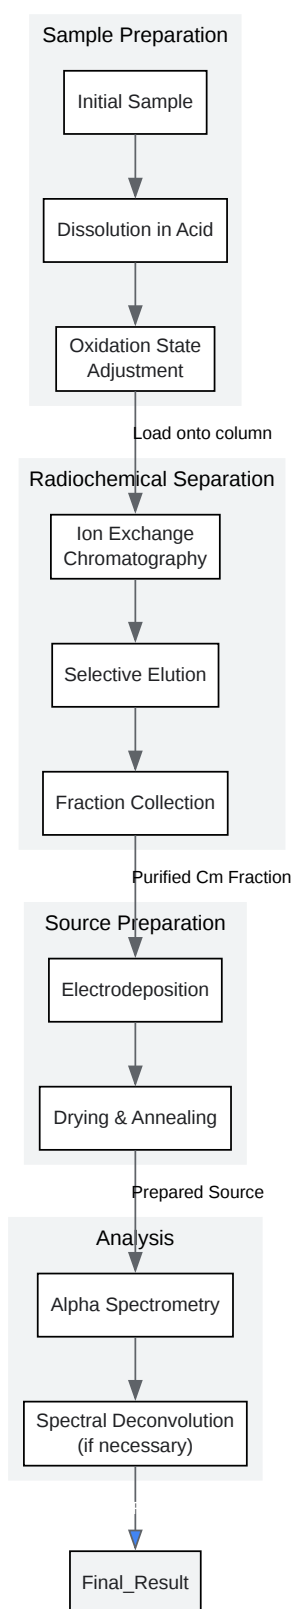 Sample Preparation
Initial Sample
Dissolution in Acid
Oxidation State
Adjustment
Load onto column
Radiochemical Separation
Ion Exchange
Chromatography
Selective Elution
Fraction Collection
Purified Cm Fraction
Source Preparation
Electrodeposition
Drying & Annealing
Prepared Source
Analysis
Alpha Spectrometry
Spectral Deconvolution
(if necessary)
Final_Result